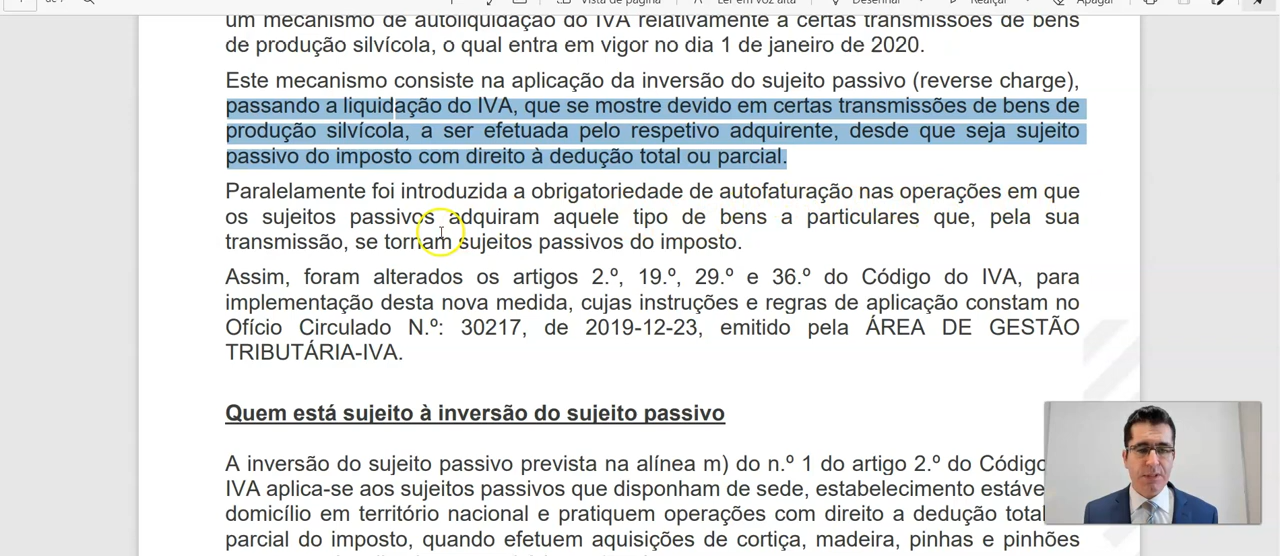 Vista de página
Ler em voz alta
Desenhar
Realçar
Apagar
um mecanismo de autoliquidação do IVA relativamente a certas transmissões de bens
de produção silvícola, o qual entra em vigor no dia 1 de janeiro de 2020.
Este mecanismo consiste na aplicação da inversão do sujeito passivo (reverse charge),
passando a liquidação do IVA, que se mostre devido em certas transmissões de bens de
produção silvícola, a ser efetuada pelo respetivo adquirente, desde que seja sujeito
passivo do imposto com direito à dedução total ou parcial.
Paralelamente foi introduzida a obrigatoriedade de autofaturação nas operações em que
os sujeitos passivos adquiram aquele tipo de bens a particulares que, pela sua
transmissão, se tornam sujeitos passivos do imposto.
Assim, foram alterados os artigos 2.º, 19.º, 29.º e 36.º do Código do IVA, para
implementação desta nova medida, cujas instruções e regras de aplicação constam no
Ofício Circulado N.º: 30217, de 2019-12-23, emitido pela ÁREA DE GESTÃO
TRIBUTÁRIA-IVA.
Quem está sujeito à inversão do sujeito passivo
A inversão do sujeito passivo prevista na alínea m) do n.º 1 do artigo 2.º do Código
IVA aplica-se aos sujeitos passivos que disponham de sede, estabelecimento estáve
domicílio em território nacional e pratiquem operações com direito a dedução total
parcial do imposto, quando efetuem aquisições de cortiça, madeira, pinhas e pinhões